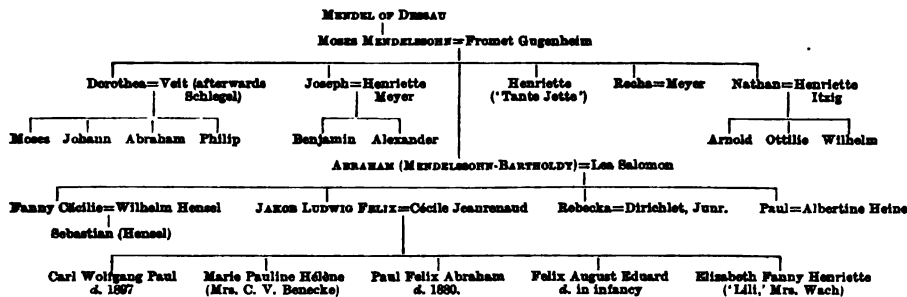 MENDEL OF DESSAU
MOSES MENDELSSOHN=Fromet Gugenheim
Dorothea=Veit (afterwards Schlegel)
Joseph=Henriette Meyer
Henriette ('Tante Jette')
Recha=Meyer
Nathan=Henriette Itzig
Moses Johann Abraham Philip
Benjamin Alexander
Arnold Ottilie Wilhelm
ABRAHAM (MENDELSSOHN-BARTHOLDY)=Lea Salomon
Fanny Cäcilie=Wilhelm Hensel
JAKOB LUDWIG FELIX=Cécile Jeanrenaud
Rebecka=Dirichlet, Junr.
Paul=Albertine Heine
Sebastian (Hensel)
Carl Wolfgang Paul
d. 1897
Marie Pauline Hélène
(Mrs. C. V. Benecke)
Paul Felix Abraham
d. 1880.
Felix August Eduard
d. in infancy
Elizabeth Fanny Henriette
('Lili,' Mrs. Wach)